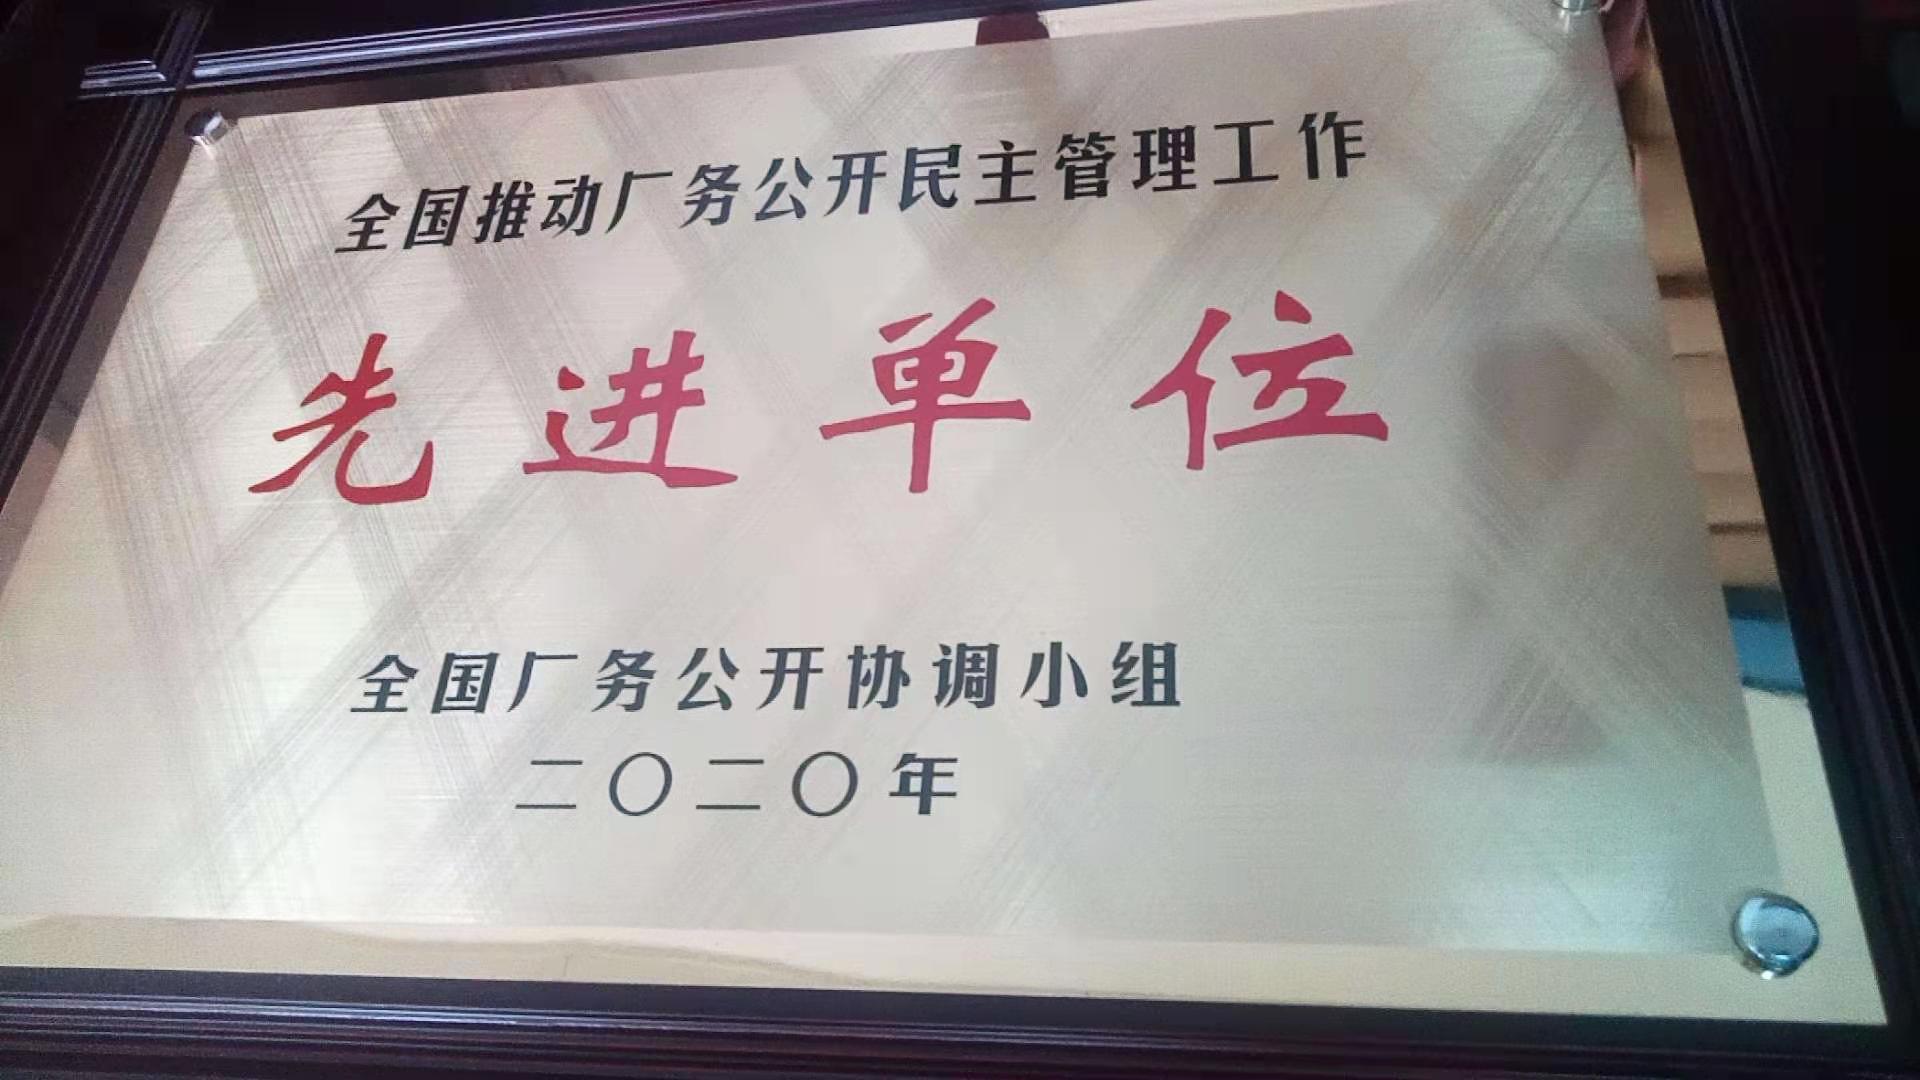 全国推动厂务公开民主管理工作
先进单位
全国厂务公开协调小组
二〇二〇年